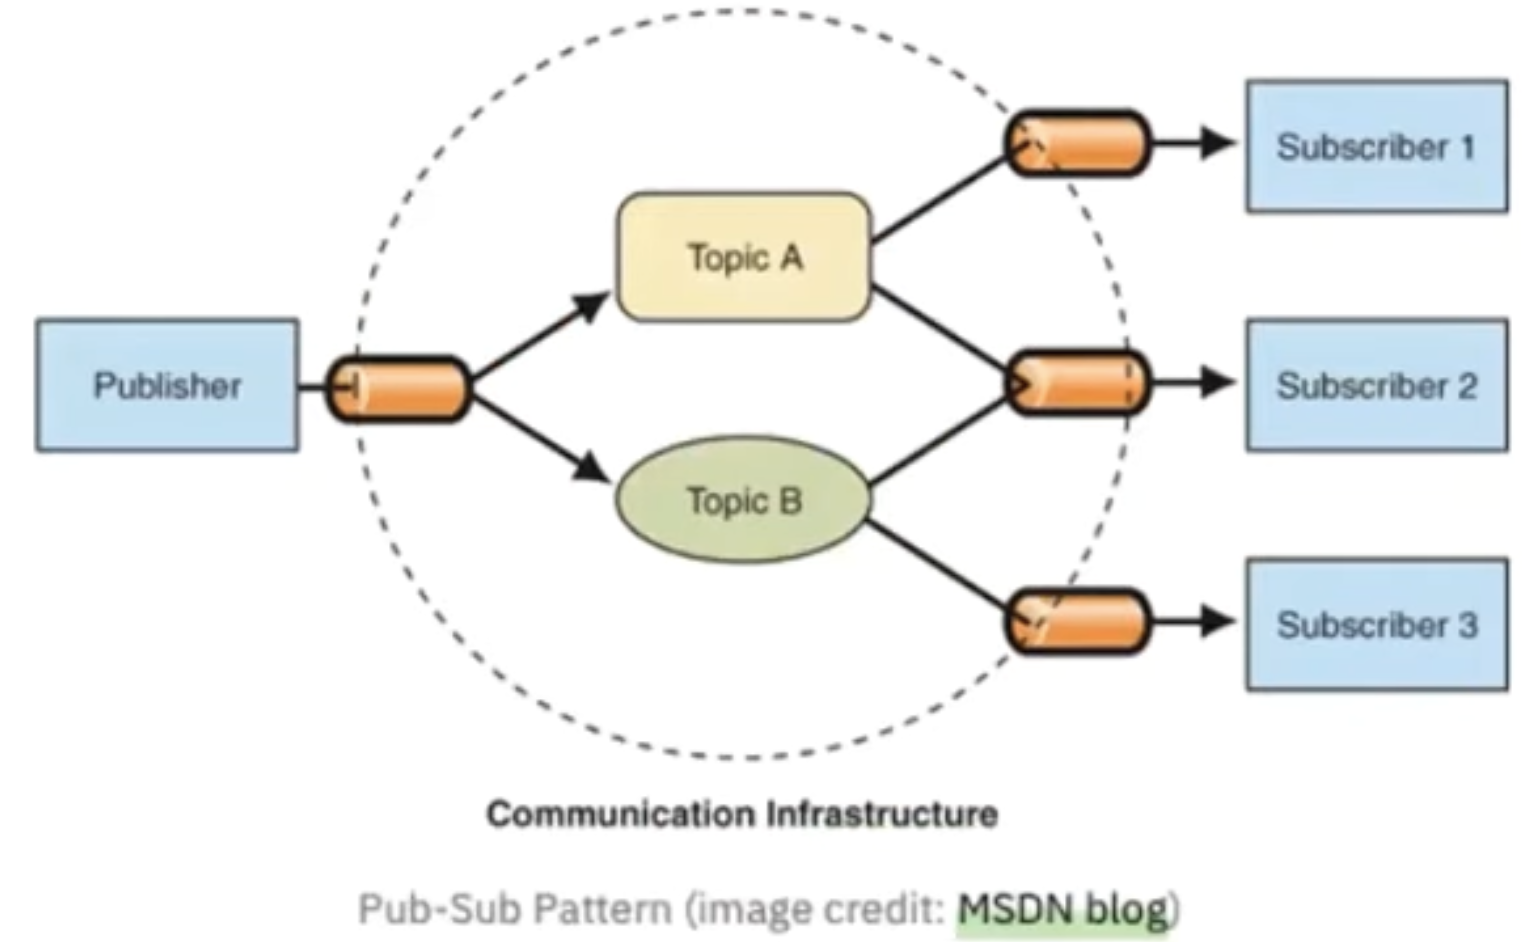 Subscriber 1
Topic A
Publisher
Subscriber 2
Topic B
Subscriber 3
Communication Infrastructure
Pub-Sub Pattern (image credit: MSDN blog)